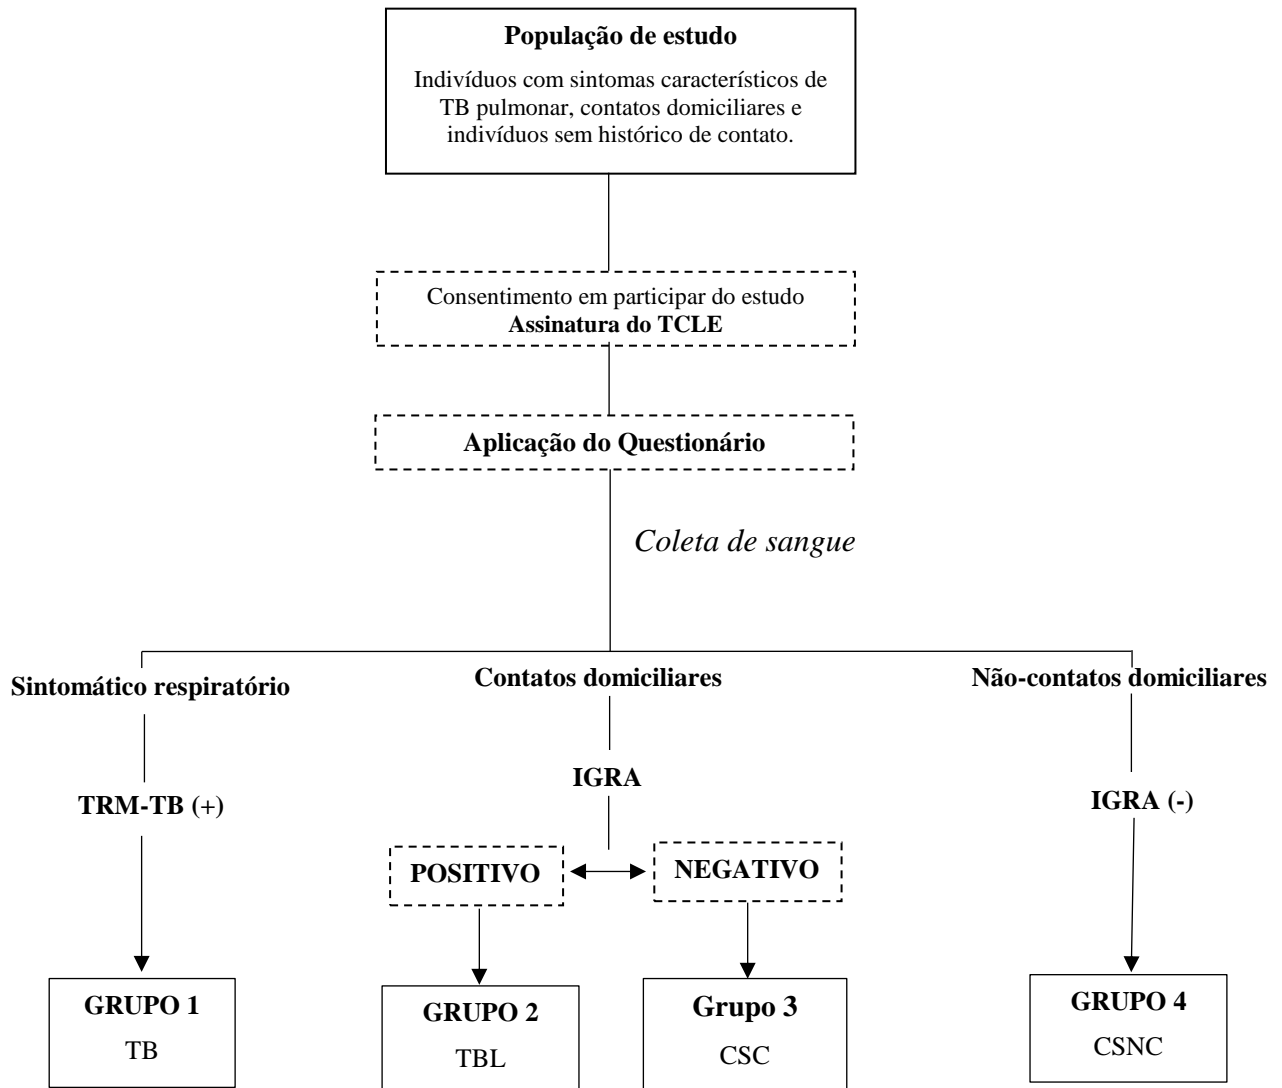 População de estudo
Indivíduos com sintomas característicos de
TB pulmonar, contatos domiciliares e
indivíduos sem histórico de contato.
Consentimento em participar do estudo
Assinatura do TCLE
Aplicação do Questionário
Coleta de sangue
Sintomático respiratório
Contatos domiciliares
Não-contatos domiciliares
TRM-TB (+)
IGRA
IGRA (-)
POSITIVO
NEGATIVO
GRUPO 1
TB
GRUPO 2
TBL
Grupo 3
CSC
GRUPO 4
CSNC